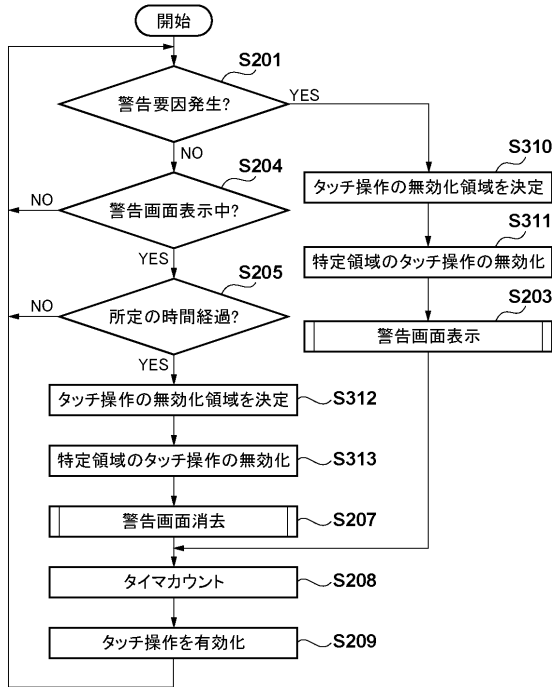 開始
S201
警告要因発生?
YES
NO
S310
タッチ操作の無効化領域を決定
S204
警告画面表示中?
NO
YES
S311
特定領域のタッチ操作の無効化
S205
所定の時間経過?
NO
YES
S203
警告画面表示
タッチ操作の無効化領域を決定
S312
特定領域のタッチ操作の無効化
S313
警告画面消去
S207
タイマカウント
S208
タッチ操作を有効化
S209